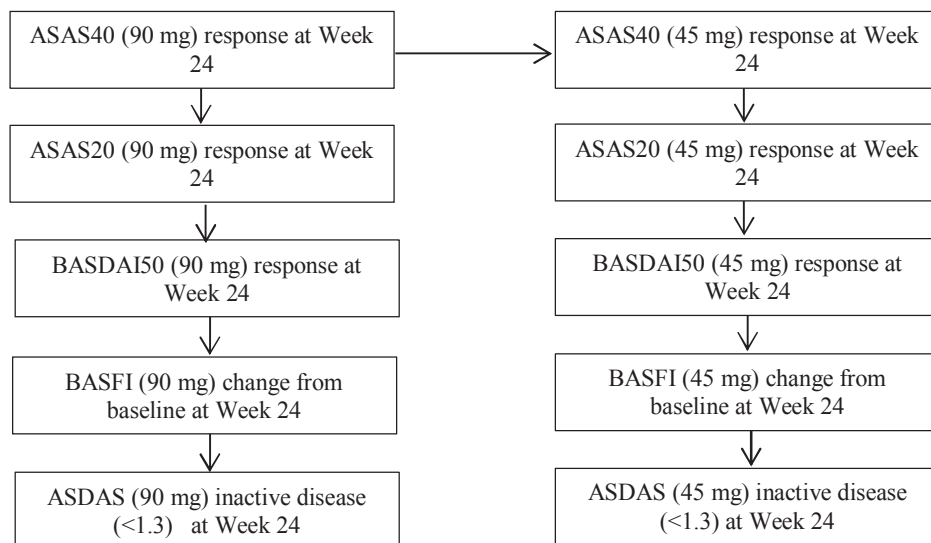 ASAS40 (90 mg) response at Week
24
ASAS20 (90 mg) response at Week
24
BASDAI50 (90 mg) response at
Week 24
BASFI (90 mg) change from
baseline at Week 24
ASDAS (90 mg) inactive disease
(<1.3) at Week 24
ASAS40 (45 mg) response at Week
24
ASAS20 (45 mg) response at Week
24
BASDAI50 (45 mg) response at
Week 24
BASFI (45 mg) change from
baseline at Week 24
ASDAS (45 mg) inactive disease
(<1.3) at Week 24